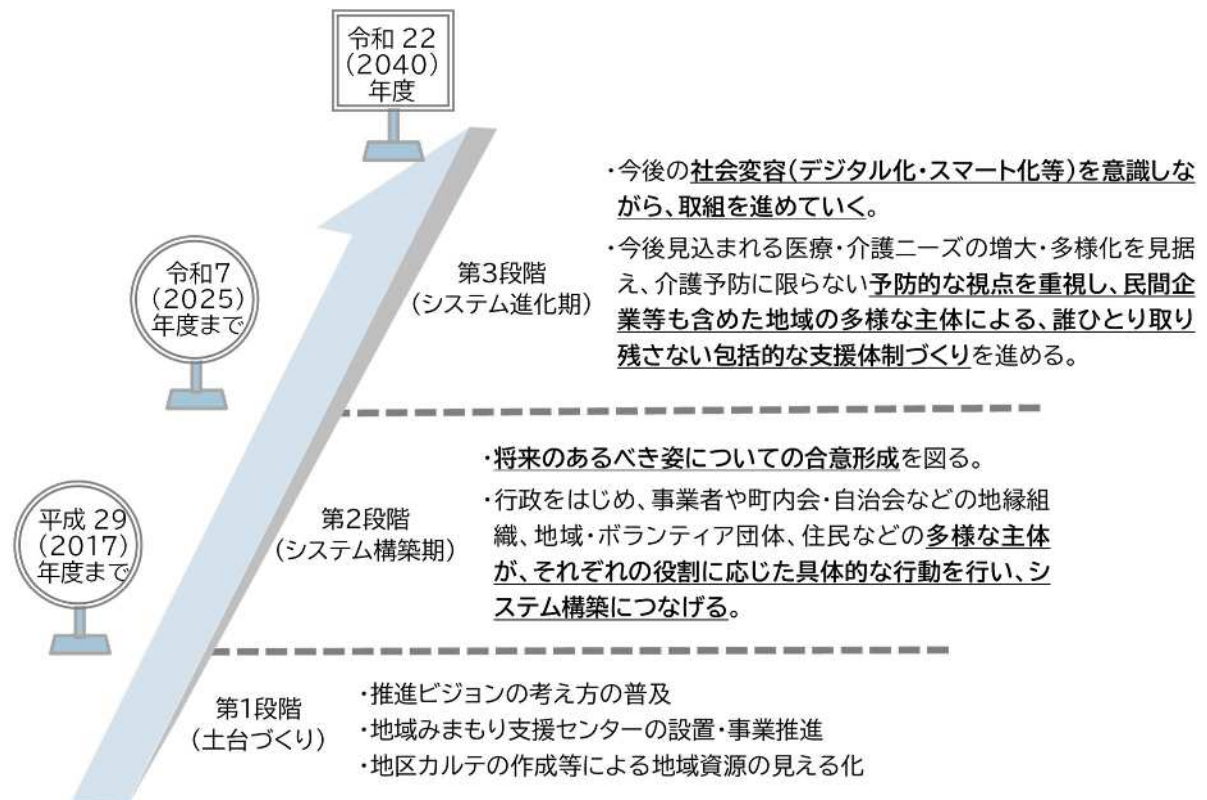 令和 22
（2040）
年度
・今後の社会変容（デジタル化・スマート化等）を意識しな
がら、取組を進めていく。
・今後見込まれる医療・介護ニーズの増大・多様化を見据
え、介護予防に限らない予防的な視点を重視し、民間企
業等も含めた地域の多様な主体による、誰ひとり取り
残さない包括的な支援体制づくりを進める。
第3段階
（システム進化期）
令和7
（2025）
年度まで
・将来のあるべき姿についての合意形成を図る。
・行政をはじめ、事業者や町内会・自治会などの地縁組
織、地域・ボランティア団体、住民などの多様な主体
が、それぞれの役割に応じた具体的な行動を行い、シ
ステム構築につなげる。
第2段階
（システム構築期）
平成 29
（2017）
年度まで
第1段階
（土台づくり）
・推進ビジョンの考え方の普及
・地域みまもり支援センターの設置・事業推進
・地区カルテの作成等による地域資源の見える化